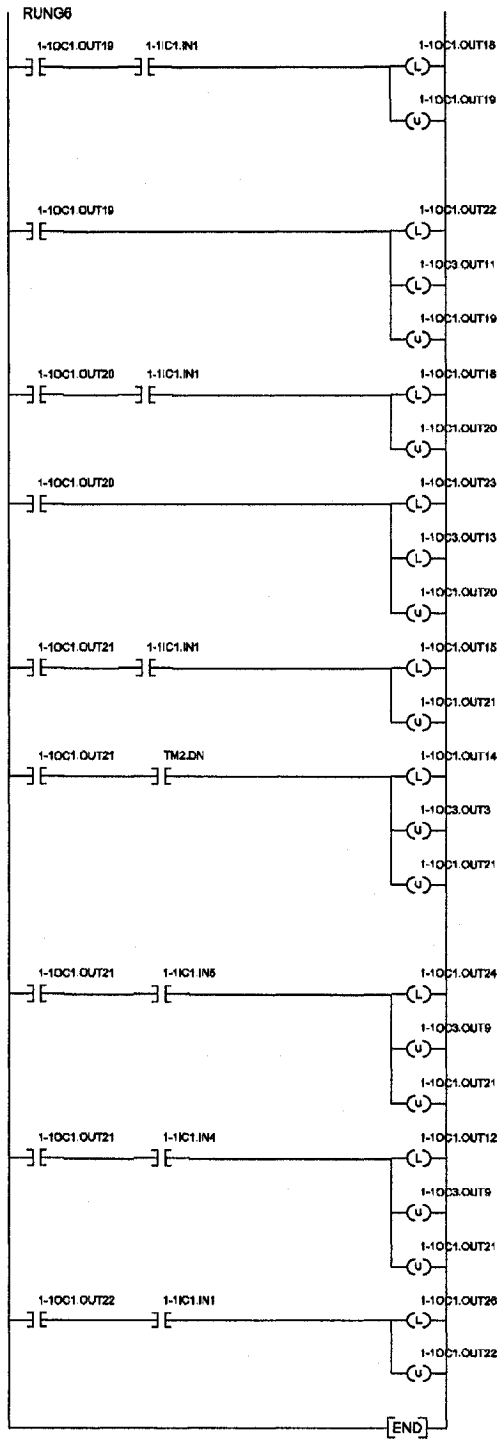 RUNG6
1-1OC1.OUT19 1-1IC1.IN1 1-1OC1.OUT18
1-1OC1.OUT19
U
1-1OC1.OUT19 1-1OC1.OUT22
L
1-1OC3.OUT11
L
1-1OC1.OUT19
U
1-1OC1.OUT20 1-1IC1.IN1 1-1OC1.OUT18
L
1-1OC1.OUT20
U
1-1OC1.OUT20 1-1OC1.OUT23
L
1-1OC3.OUT13
L
1-1OC1.OUT20
U
1-1OC1.OUT21 1-1IC1.IN1 1-1OC1.OUT15
L
1-1OC1.OUT21
U
1-1OC1.OUT21 TM2.DN 1-1OC1.OUT14
L
1-1OC3.OUT3
U
1-1OC1.OUT21
U
1-1OC1.OUT21 1-1IC1.IN5 1-1OC1.OUT24
L
1-1OC3.OUT9
U
1-1OC1.OUT21
U
1-1OC1.OUT21 1-1IC1.IN4 1-1OC1.OUT12
L
1-1OC3.OUT9
U
1-1OC1.OUT21
U
1-1OC1.OUT22 1-1IC1.IN1 1-1OC1.OUT26
L
1-1OC1.OUT22
U
END